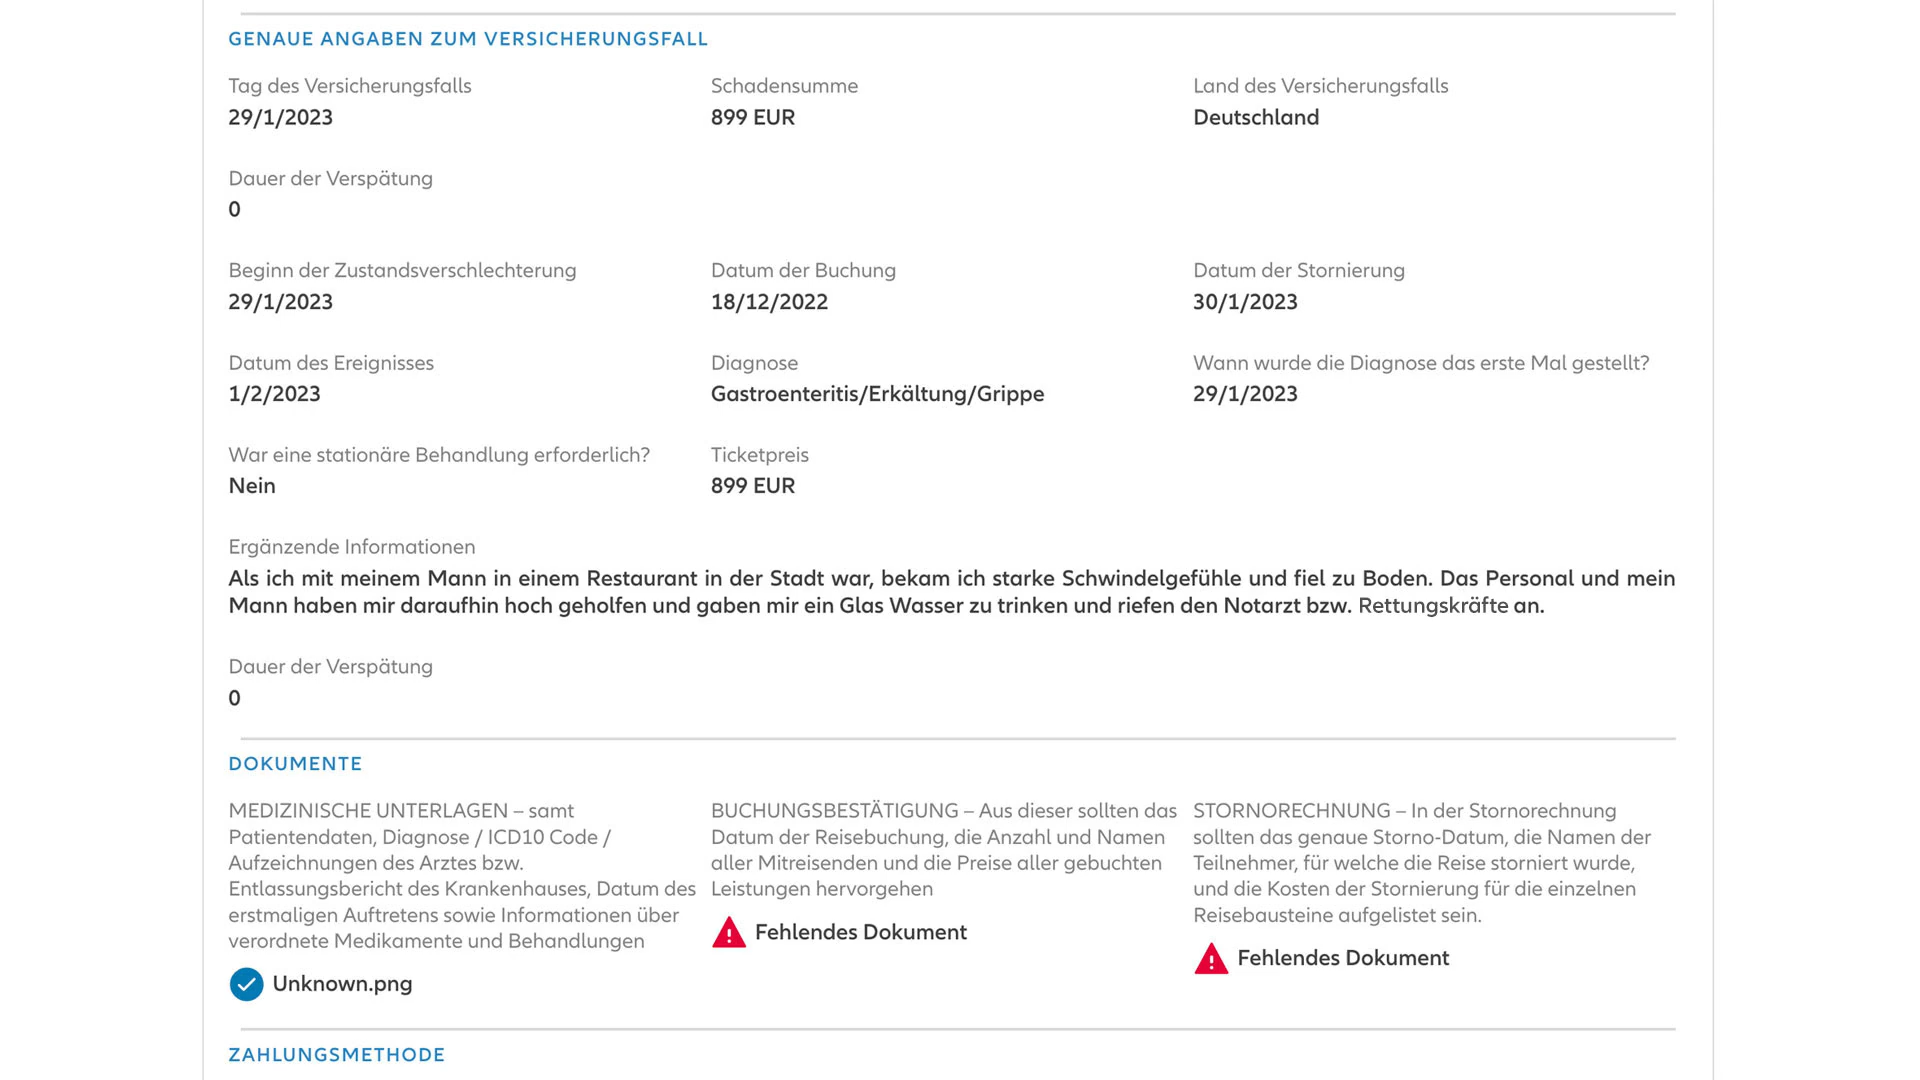 GENAUE ANGABEN ZUM VERSICHERUNGSFALL
Tag des Versicherungsfalls
29/1/2023
Schadensumme
899 EUR
Land des Versicherungsfalls
Deutschland
Dauer der Verspätung
0
Beginn der Zustandsverschlechterung
29/1/2023
Datum der Buchung
18/12/2022
Datum der Stornierung
30/1/2023
Datum des Ereignisses
1/2/2023
Diagnose
Gastroenteritis/Erkältung/Grippe
Wann wurde die Diagnose das erste Mal gestellt?
29/1/2023
War eine stationäre Behandlung erforderlich?
Nein
Ticketpreis
899 EUR
Ergänzende Informationen
Als ich mit meinem Mann in einem Restaurant in der Stadt war, bekam ich starke Schwindelgefühle und fiel zu Boden. Das Personal und mein
Mann haben mir daraufhin hoch geholfen und gaben mir ein Glas Wasser zu trinken und riefen den Notarzt bzw. Rettungskräfte an.
Dauer der Verspätung
0
DOKUMENTE
MEDIZINISCHE UNTERLAGEN – samt
Patientendaten, Diagnose / ICD10 Code /
Aufzeichnungen des Arztes bzw.
Entlassungsbericht des Krankenhauses, Datum des
erstmaligen Auftretens sowie Informationen über
verordnete Medikamente und Behandlungen
Unknown.png
BUCHUNGSBESTÄTIGUNG – Aus dieser sollten das
Datum der Reisebuchung, die Anzahl und Namen
aller Mitreisenden und die Preise aller gebuchten
Leistungen hervorgehen
Fehlendes Dokument
STORNORECHNUNG – In der Stornorechnung
sollten das genaue Storno-Datum, die Namen der
Teilnehmer, für welche die Reise storniert wurde,
und die Kosten der Stornierung für die einzelnen
Reisebausteine aufgelistet sein.
Fehlendes Dokument
ZAHLUNGSMETHODE